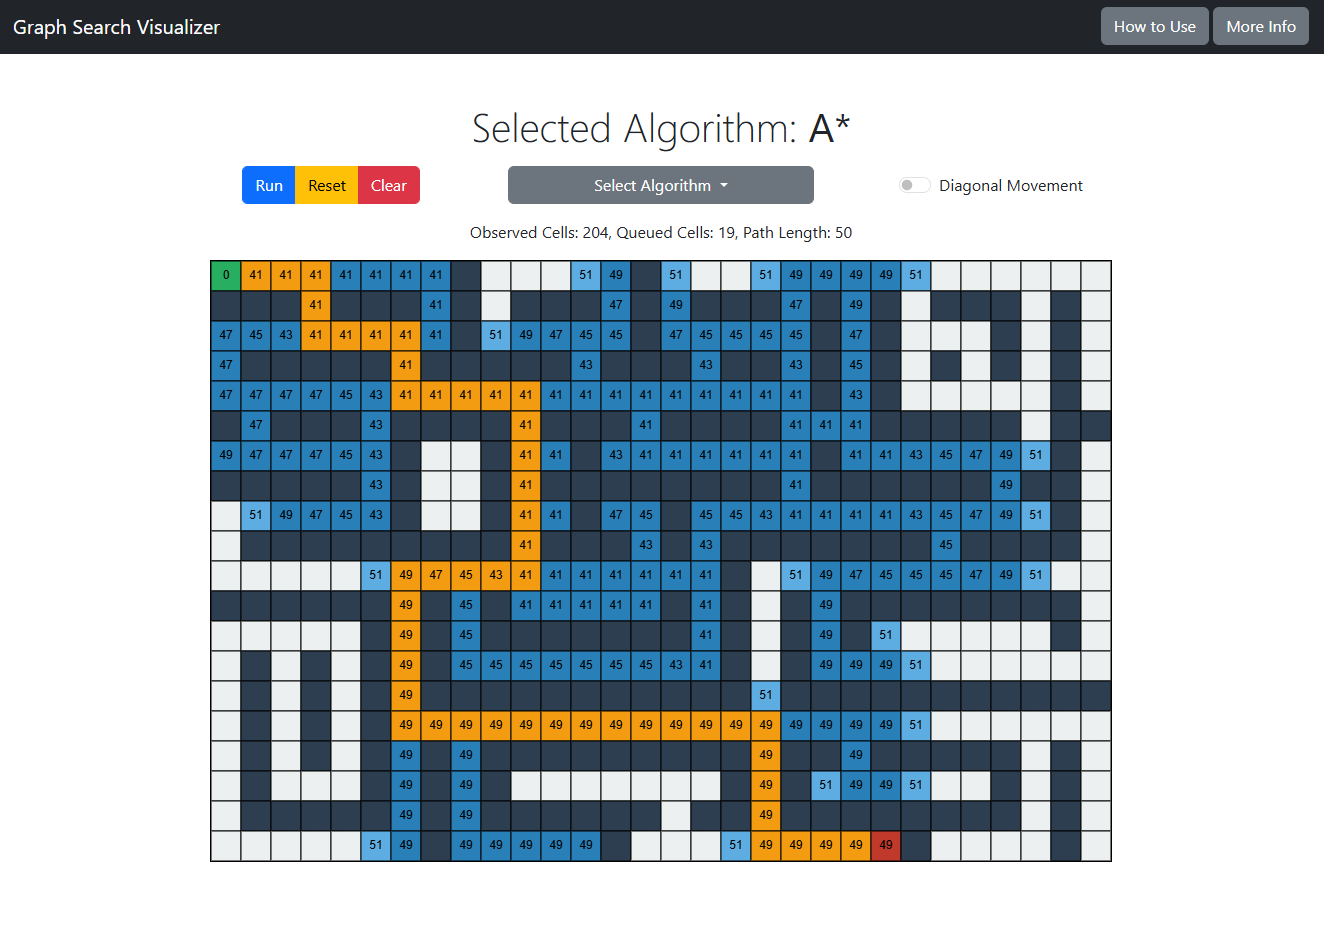 Graph Search Visualizer
How to Use
More Info
Selected Algorithm: A*
Run
Reset
Clear
Select Algorithm
Diagonal Movement
Observed Cells: 204, Queued Cells: 19, Path Length: 50
0 41 41 41 41 41 41 41 51 49 51 51 49 49 49 49 51
41 41 47 49 47 49
47 45 43 41 41 41 41 41 51 49 47 45 45 47 45 45 45 45 47
47 41 43 43 43 45
47 47 47 47 45 43 41 41 41 41 41 41 41 41 41 41 41 41 41 41 43
47 43 41 41 41 41 41
49 47 47 47 45 43 41 41 43 41 41 41 41 41 41 41 41 43 45 47 49 51
43 41 41 49
51 49 47 45 43 41 41 47 45 45 45 43 41 41 41 41 43 45 47 49 51
41 43 43 45
51 49 47 45 43 41 41 41 41 41 41 41 51 49 47 45 45 45 47 49 51
49 45 41 41 41 41 41 41 49
49 45 41 49 51
49 45 45 45 45 45 45 45 43 41 49 49 49 51
49 51
49 49 49 49 49 49 49 49 49 49 49 49 49 49 49 49 49 51
49 49 49 49
49 49 49 51 49 49 51
49 49 49
51 49 49 49 49 49 49 51 49 49 49 49 49